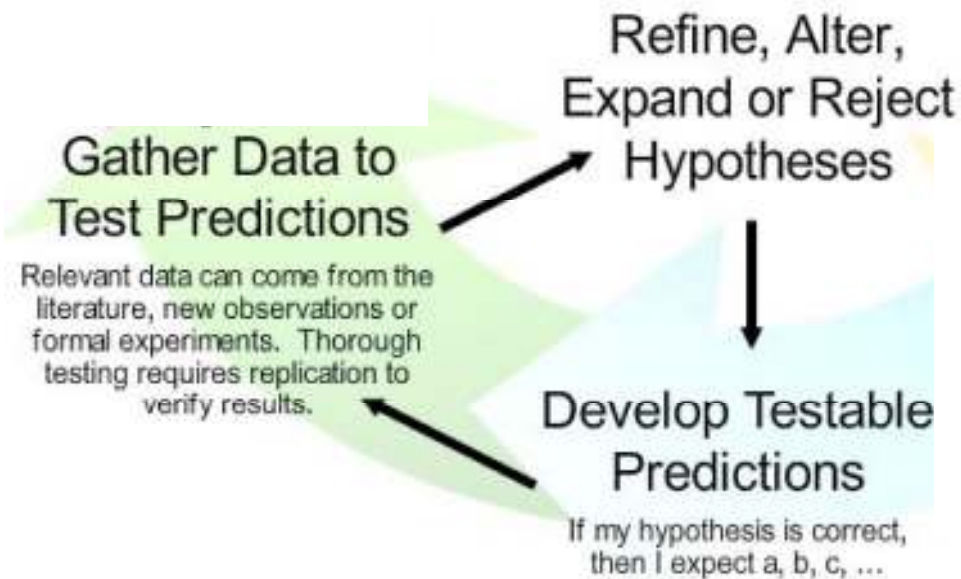 Refine, Alter,
Expand or Reject
Hypotheses
Gather Data to
Test Predictions
Relevant data can come from the
literature, new observations or
formal experiments. Thorough
testing requires replication to
verify results.
Develop Testable
Predictions
If my hypothesis is correct,
then I expect a, b, c, ...